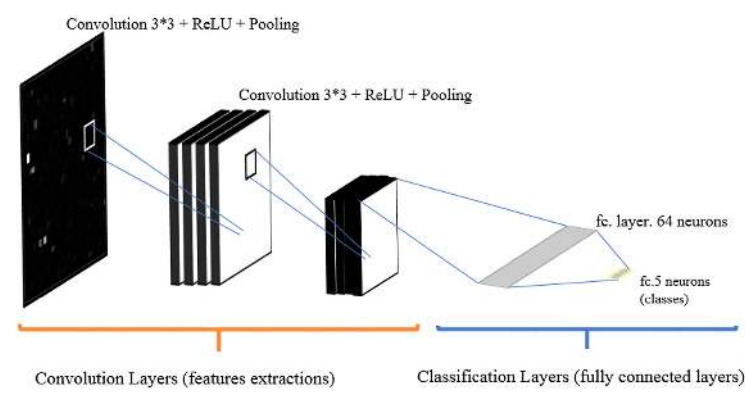 Convolution 3*3 + ReLU + Pooling
Convolution 3*3 + ReLU + Pooling
fc. layer. 64 neurons
fc.5 neurons
(classes)
Convolution Layers (features extractions)
Classification Layers (fully connected layers)